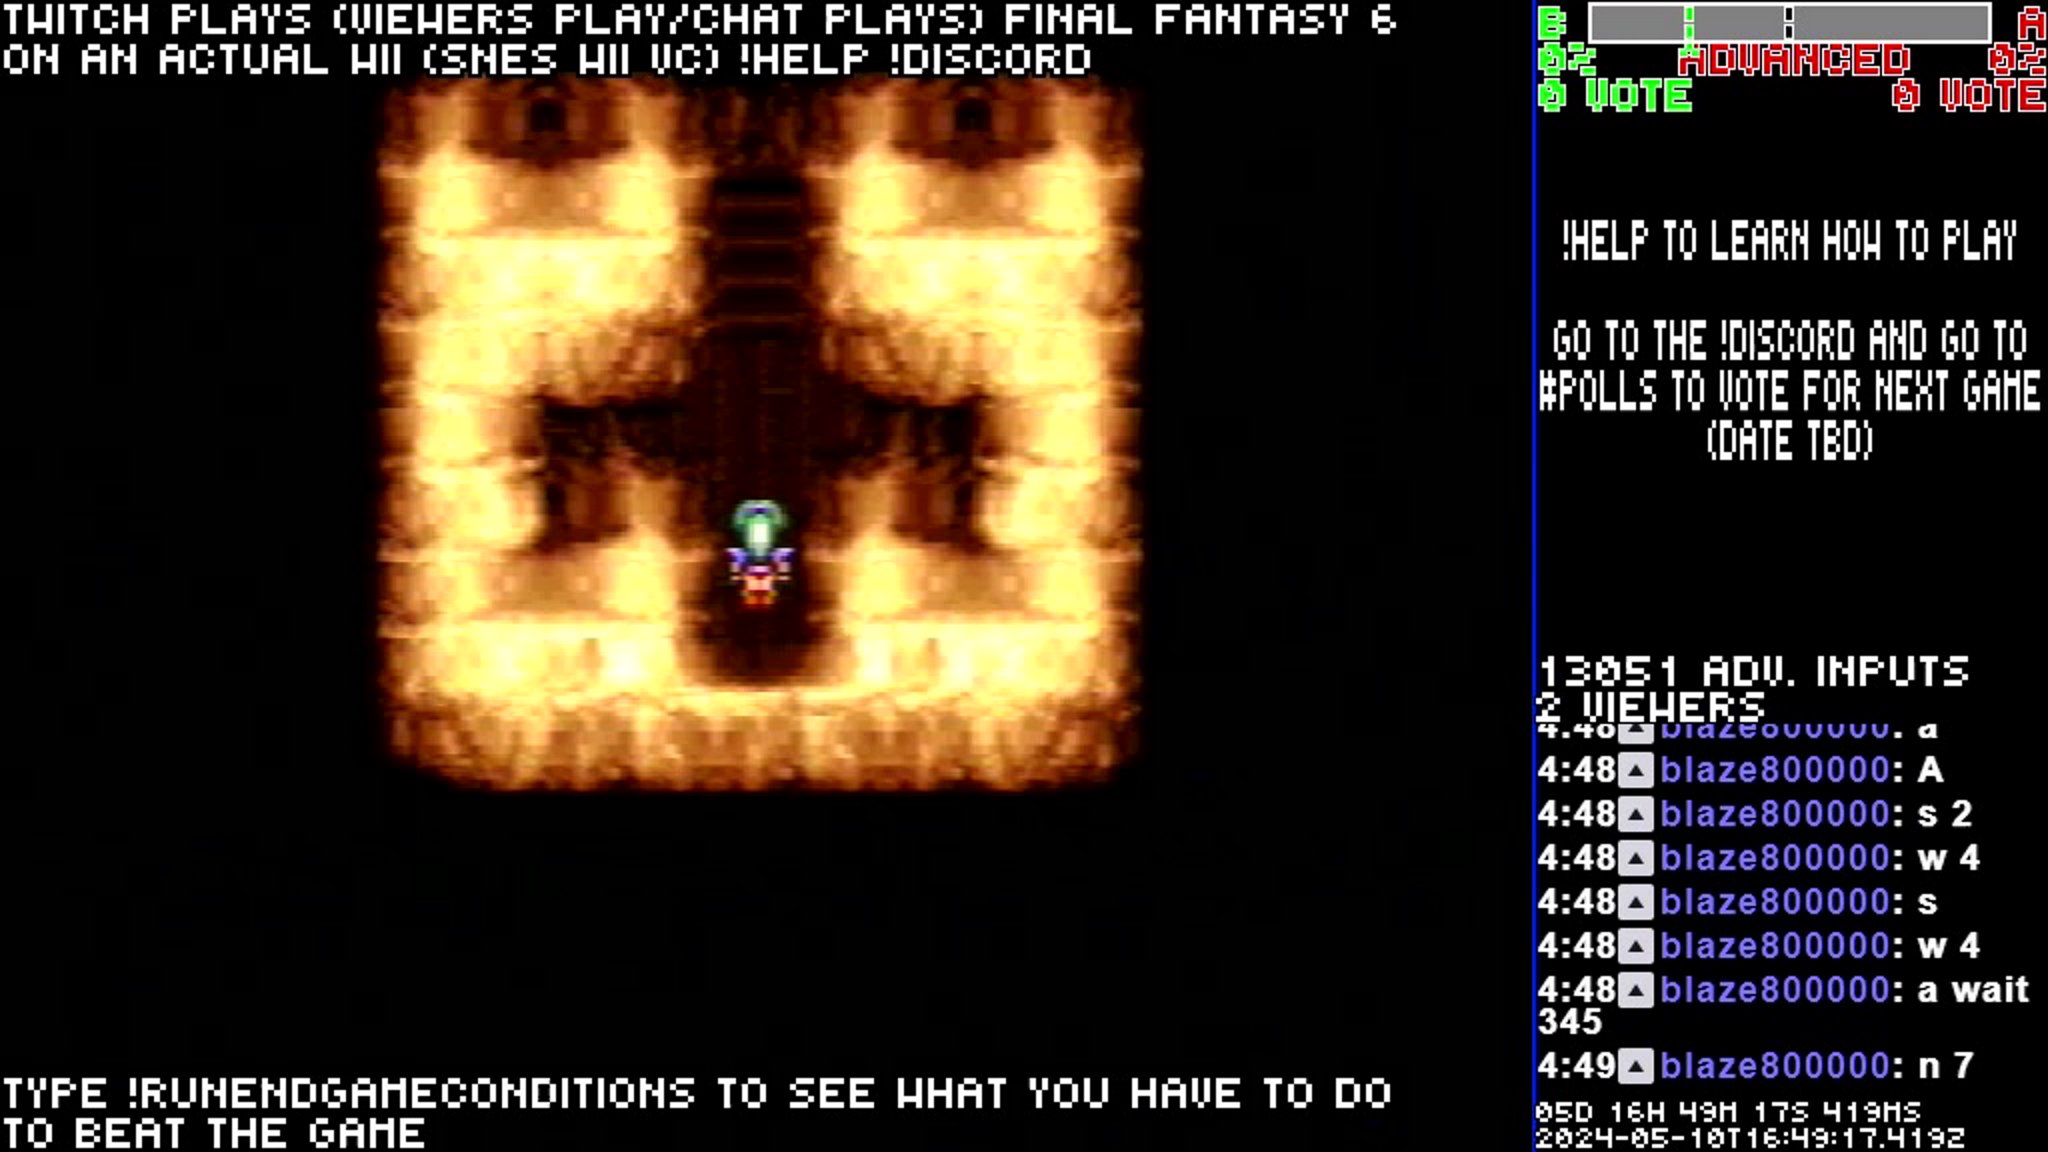 TWITCH PLAYS (VIEWERS PLAY/CHAT PLAYS) FINAL FANTASY 6
ON AN ACTUAL WII (SNES WII VC) !HELP !DISCORD
B A
0% ADVANCED 0%
0 VOTE 0 VOTE
!HELP TO LEARN HOW TO PLAY
GO TO THE !DISCORD AND GO TO
#POLLS TO VOTE FOR NEXT GAME
(DATE TBD)
13051 ADV. INPUTS
2 VIEWERS
4:48 blaze800000: a
4:48 blaze800000: A
4:48 blaze800000: s 2
4:48 blaze800000: w 4
4:48 blaze800000: s
4:48 blaze800000: w 4
4:48 blaze800000: a wait
345
4:49 blaze800000: n 7
05D 16H 49M 17S 419MS
2024-05-10T16:49:17.419Z
TYPE !RUNENDGAMECONDITIONS TO SEE WHAT YOU HAVE TO DO
TO BEAT THE GAME